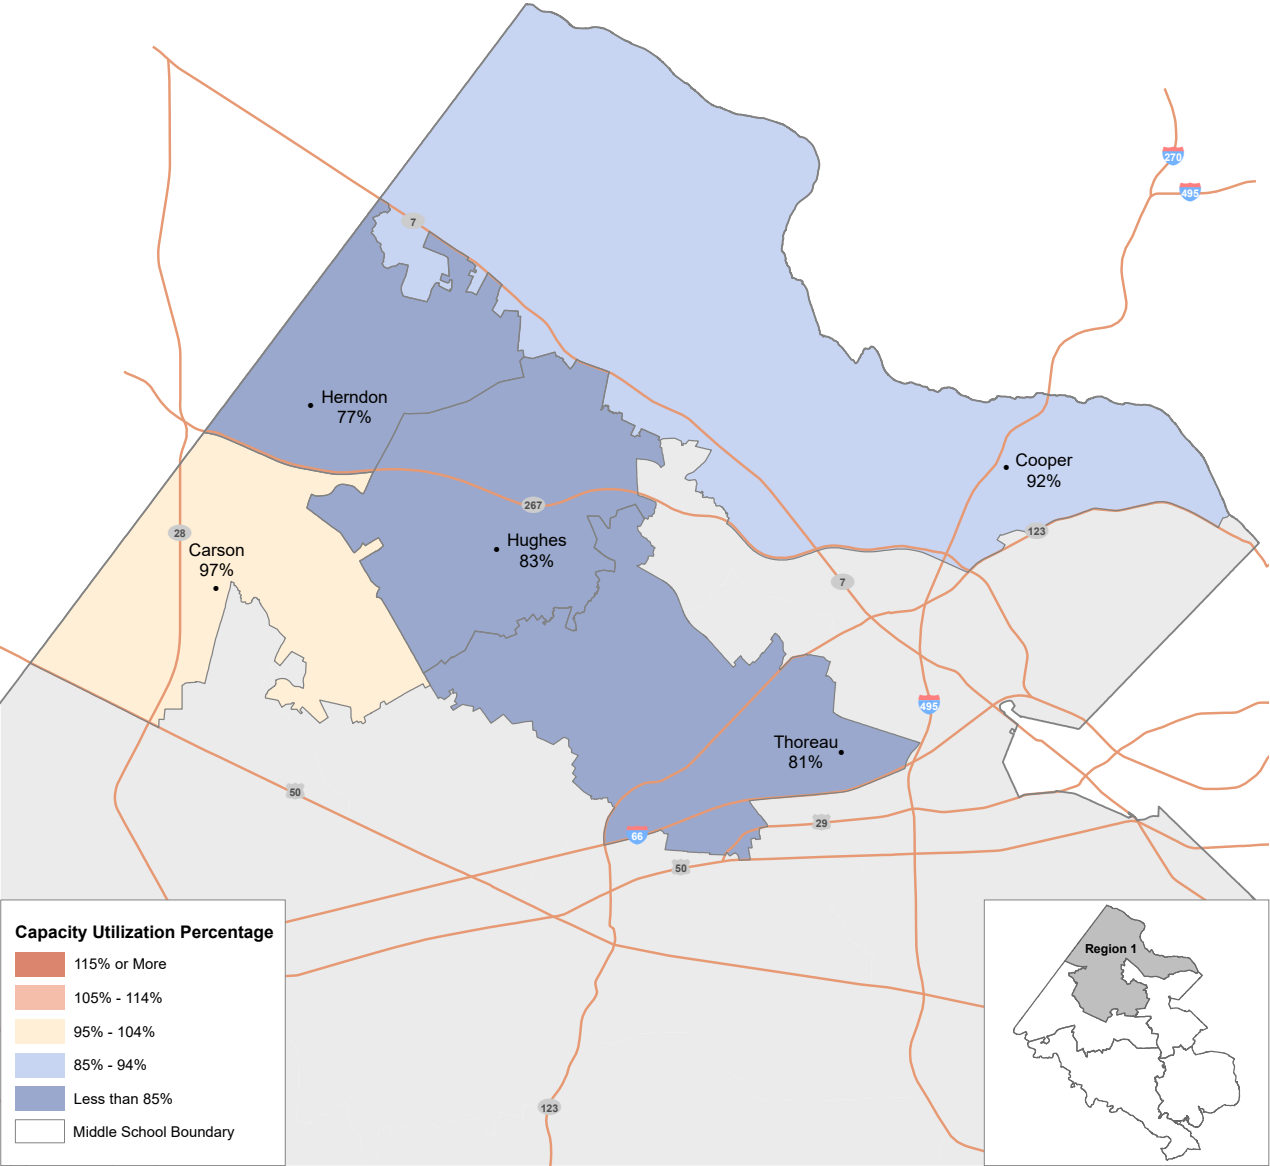 270
495
7
Herndon
77%
Cooper
92%
267
28
Hughes
83%
123
Carson
97%
7
495
Thoreau
81%
50
29
66
50
Capacity Utilization Percentage
115% or More
105% - 114%
95% - 104%
85% - 94%
Less than 85%
Middle School Boundary
Region 1
123